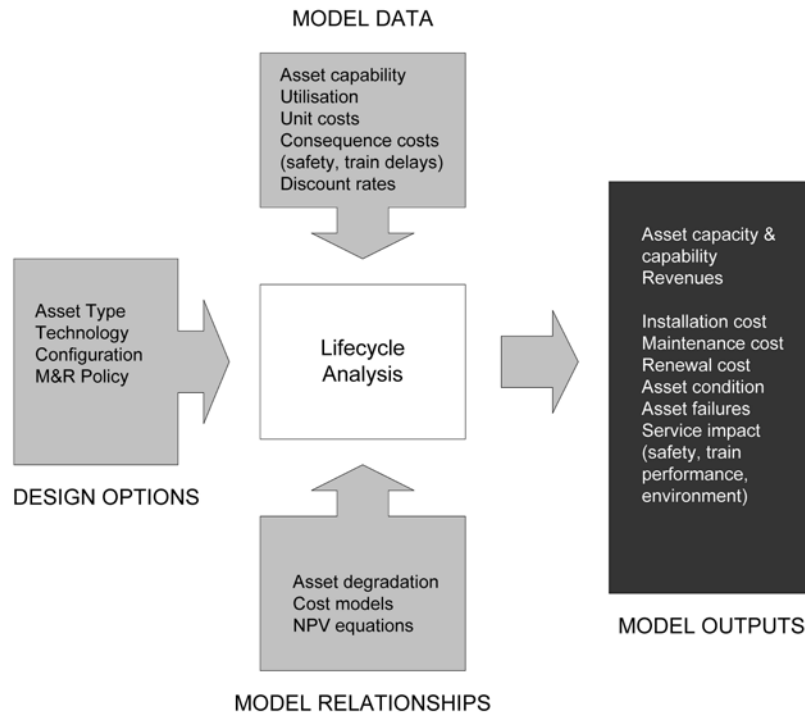 MODEL DATA
Asset capability
Utilisation
Unit costs
Consequence costs
(safety, train delays)
Discount rates
Asset Type
Technology
Configuration
M&R Policy
DESIGN OPTIONS
Lifecycle
Analysis
Asset degradation
Cost models
NPV equations
MODEL RELATIONSHIPS
Asset capacity &
capability
Revenues
Installation cost
Maintenance cost
Renewal cost
Asset condition
Asset failures
Service impact
(safety, train
performance,
environment)
MODEL OUTPUTS